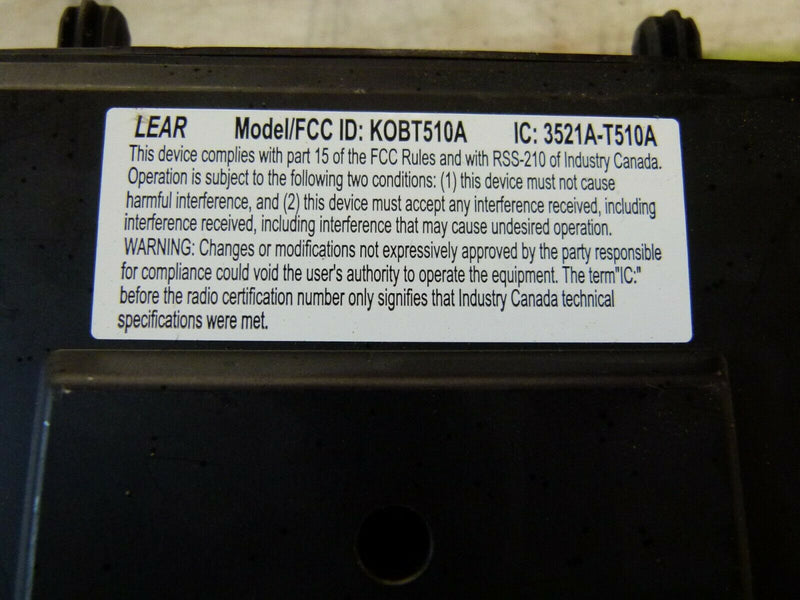 LEAR Model/FCC ID: KOBT510A IC: 3521A-T510A
This device complies with part 15 of the FCC Rules and with RSS-210 of Industry Canada.
Operation is subject to the following two conditions: (1) this device must not cause
harmful interference, and (2) this device must accept any interference received, including
interference received, including interference that may cause undesired operation.
WARNING: Changes or modifications not expressively approved by the party responsible
for compliance could void the user's authority to operate the equipment. The term"IC:"
before the radio certification number only signifies that Industry Canada technical
specifications were met.